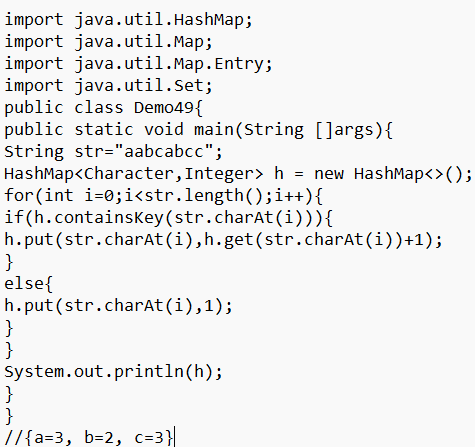 import java.util.HashMap;
import java.util.Map;
import java.util.Map.Entry;
import java.util.Set;
public class Demo49{
public static void main(String []args){
String str="aabcabcc";
HashMap<Character,Integer> h = new HashMap<>();
for(int i=0;i<str.length();i++){
if(h.containsKey(str.charAt(i))){
h.put(str.charAt(i),h.get(str.charAt(i))+1);
}
else{
h.put(str.charAt(i),1);
}
}
System.out.println(h);
}
}
//{a=3, b=2, c=3}